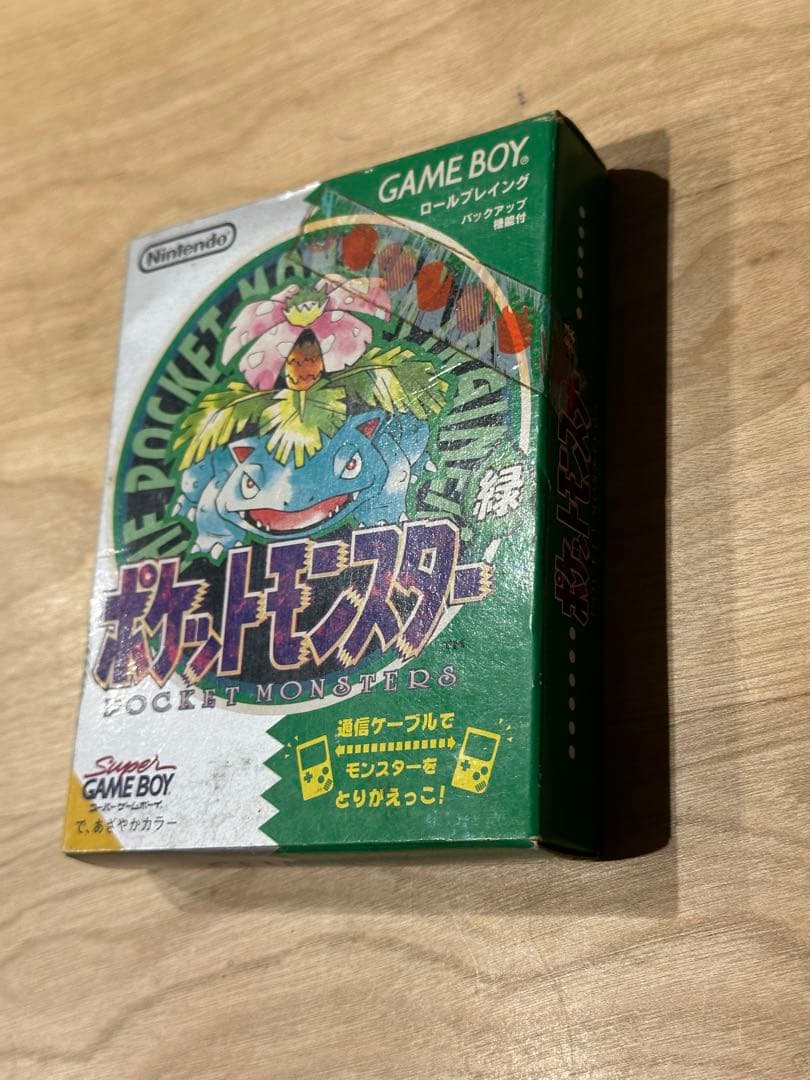 GAME BOY®
ロールプレイング
バックアップ
機能付
Nintendo®
POCKET MO
緑
ポケットモンスター
TM
POCKET MONSTERS
通信ケーブルで
モンスターを
とりかえっこ!
Super
GAME BOY
スーパーゲームボーイ
で、あざやかカラー
ポケットモンスター